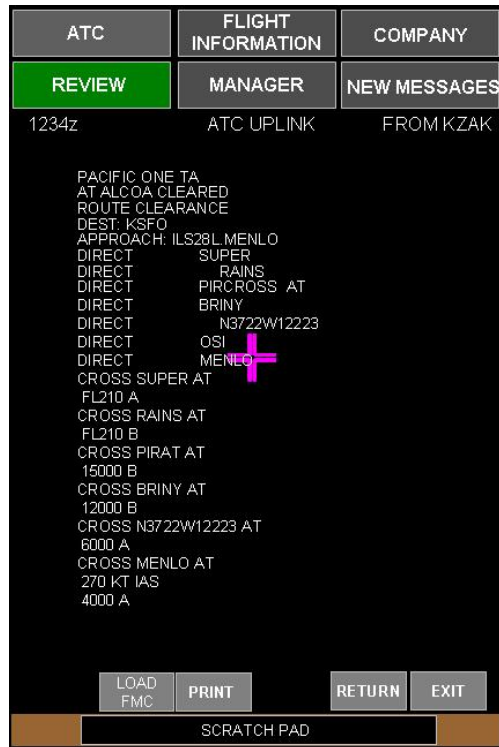 ATC
FLIGHT
INFORMATION
COMPANY
REVIEW
MANAGER
NEW MESSAGES
1234z ATC UPLINK FROM KZAK
PACIFIC ONE TA
AT ALCOA CLEARED
ROUTE CLEARANCE
DEST: KSFO
APPROACH: ILS28L.MENLO
DIRECT SUPER
DIRECT RAINS
DIRECT PIRCROSS AT
DIRECT BRINY
DIRECT N3722W12223
DIRECT OSI
DIRECT MENLO
CROSS SUPER AT
FL210 A
CROSS RAINS AT
FL210 B
CROSS PIRAT AT
15000 B
CROSS BRINY AT
12000 B
CROSS N3722W12223 AT
6000 A
CROSS MENLO AT
270 KT IAS
4000 A
LOAD
FMC
PRINT
RETURN
EXIT
SCRATCH PAD